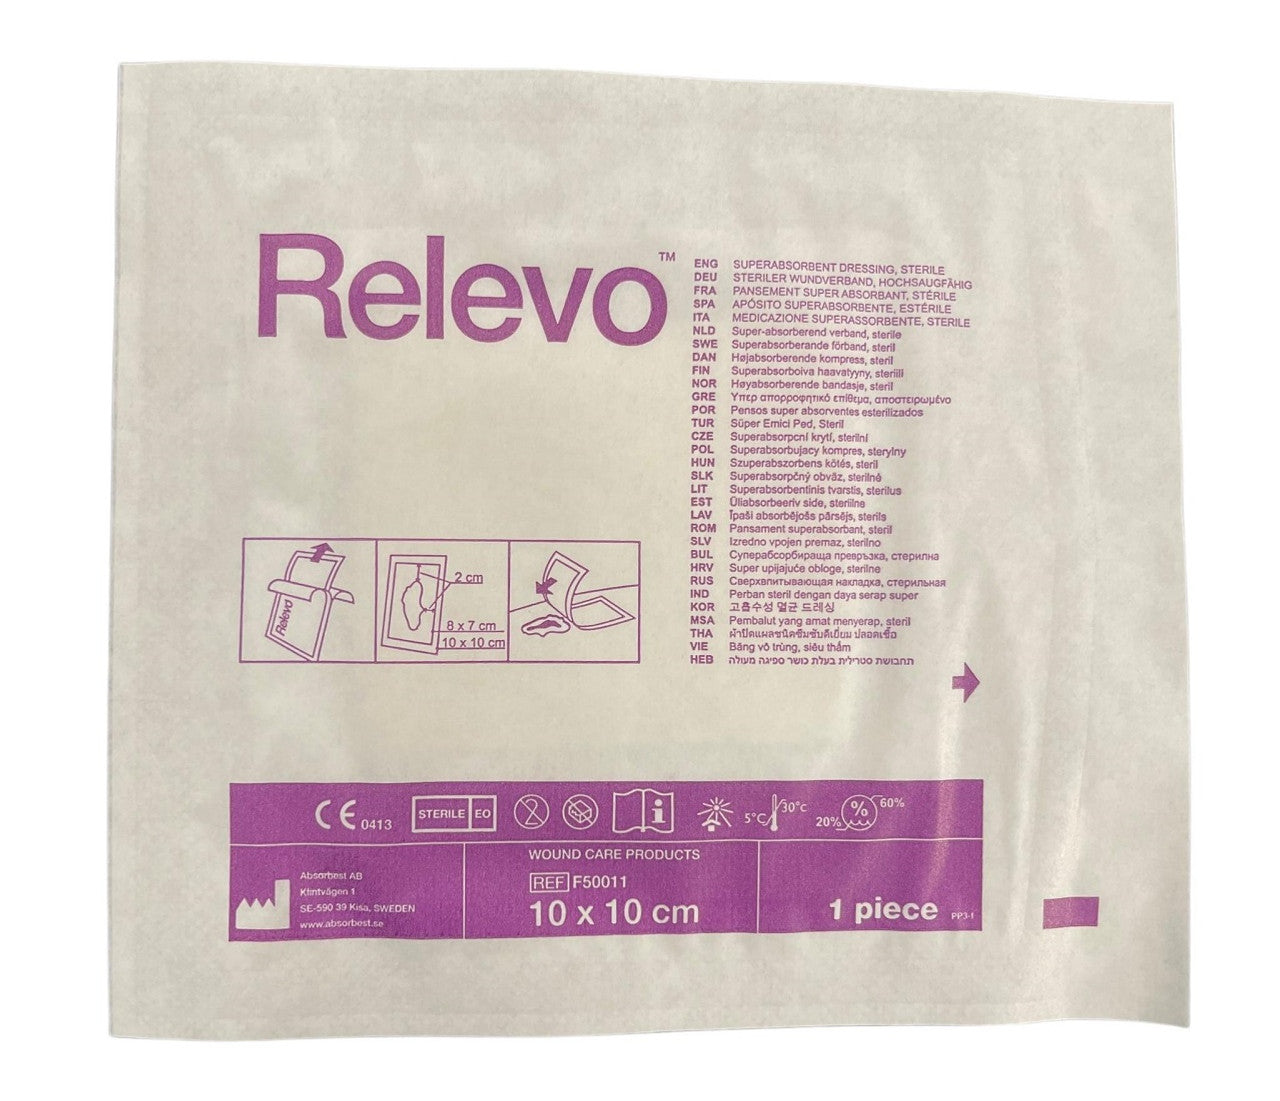 Relevo™
ENG SUPERABSORBENT DRESSING, STERILE
DEU STERILER WUNDVERBAND, HOCHSAUGFÄHIG
FRA PANSEMENT SUPER ABSORBANT, STÉRILE
SPA APÓSITO SUPERABSORBENTE, ESTÉRILE
ITA MEDICAZIONE SUPERASSORBENTE, STERILE
NLD Super-absorberend verband, sterile
SWE Superabsorberande förband, steril
DAN Højabsorberende kompress, steril
FIN Superabsorboiva haavatyyny, steriili
NOR Høyabsorberende bandasje, steril
GRE Υπερ απορροφητικό επίθεμα, αποστειρωμένο
POR Pensos super absorventes esterilizados
TUR Süper Emici Ped, Steril
CZE Superabsorpcní krytí, sterilní
POL Superabsorbujacy kompres, sterylny
HUN Szuperabszorbens kötés, steril
SLK Superabsorpčný obväz, sterilné
LIT Superabsorbentinis tvarstis, sterilus
EST Üliabsorbeeriv side, steriilne
LAV Īpaši absorbējošs pārsējs, sterils
ROM Pansament superabsorbant, steril
SLV Izredno vpojen premaz, sterilno
BUL Суперабсорбираща превръзка, стерилна
HRV Super upijajuće obloge, sterilne
RUS Сверхвпитывающая накладка, стерильная
IND Perban steril dengan daya serap super
KOR 고흡수성 멸균 드레싱
MSA Pembalut yang amat menyerap, steril
THA ผ้าปิดแผลชนิดซึมซับดีเยี่ยม ปลอดเชื้อ
VIE Băng vô trùng, siêu thấm
HEB תחבושת סטרילית בעלת כושר ספיגה מעולה
Relevo
2 cm
8 x 7 cm
10 x 10 cm
CE 0413
STERILE EO
2
i
5°C
30°C
20%
%
60%
Absorbest AB
Klintvägen 1
SE-590 39 Kisa, SWEDEN
www.absorbest.se
WOUND CARE PRODUCTS
REF F50011
10 x 10 cm
1 piece
PP3-1